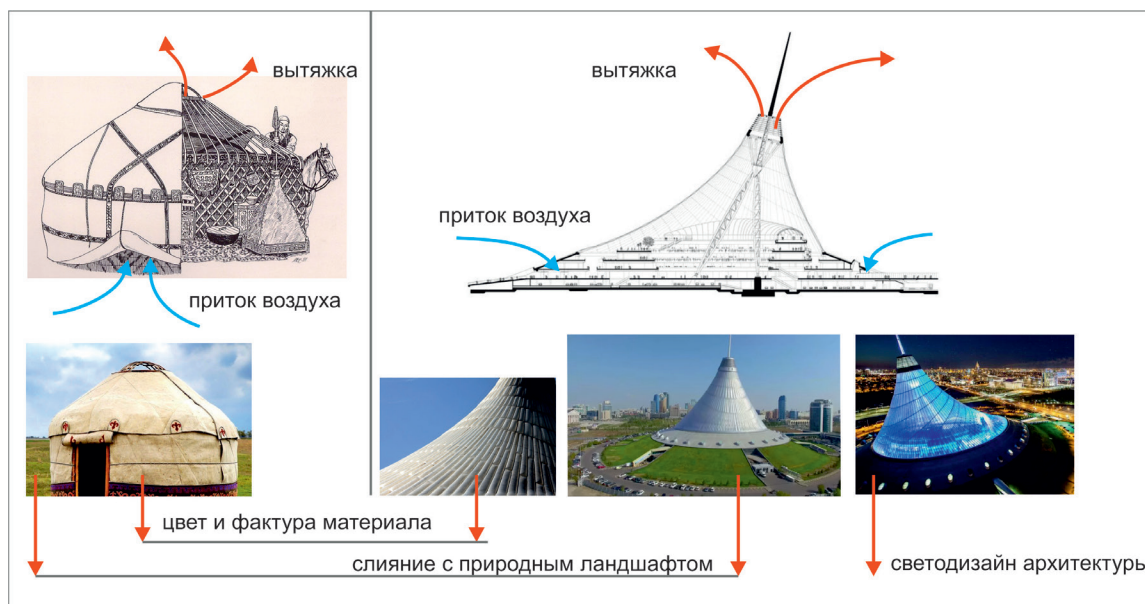 вытяжка
приток воздуха
вытяжка
приток воздуха
цвет и фактура материала
слияние с природным ландшафтом
светодизайн архитектуры